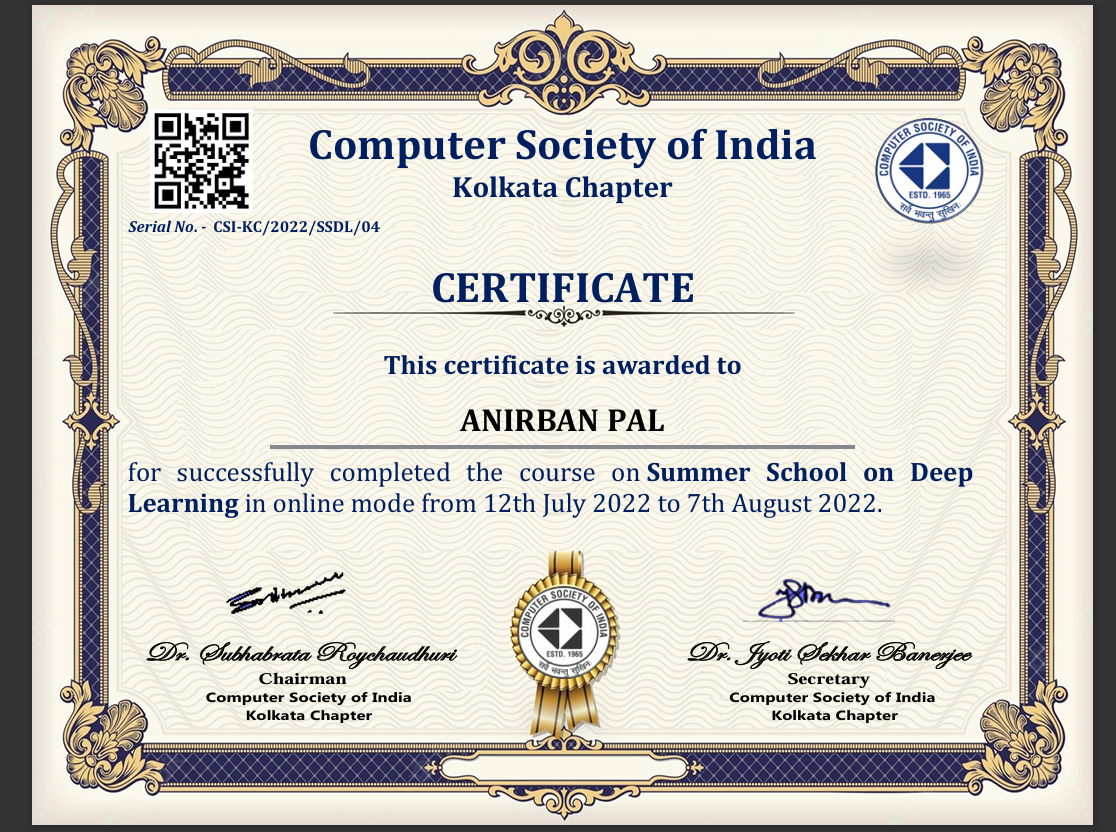 Computer Society of India
Kolkata Chapter
COMPUTER SOCIETY OF INDIA
ESTD. 1965
सर्वे भवन्तु सुखिनः
Serial No. - CSI-KC/2022/SSDL/04
CERTIFICATE
This certificate is awarded to
ANIRBAN PAL
for successfully completed the course on Summer School on Deep
Learning in online mode from 12th July 2022 to 7th August 2022.
COMPUTER SOCIETY OF INDIA
ESTD. 1965
सर्वे भवन्तु सुखिनः
Dr. Subhabrata Roychaudhuri
Chairman
Computer Society of India
Kolkata Chapter
Dr. Jyoti Sekhar Banerjee
Secretary
Computer Society of India
Kolkata Chapter